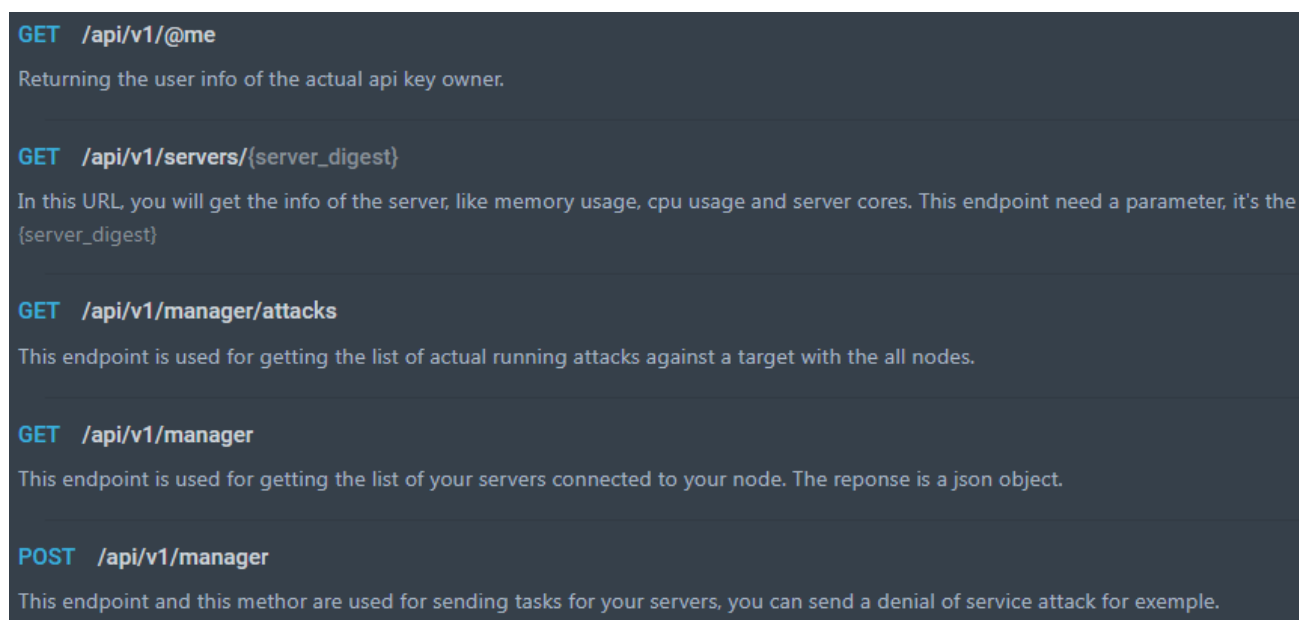 GET /api/v1/@me
Returning the user info of the actual api key owner.
GET /api/v1/servers/{server_digest}
In this URL, you will get the info of the server, like memory usage, cpu usage and server cores. This endpoint need a parameter, it's the
{server_digest}
GET /api/v1/manager/attacks
This endpoint is used for getting the list of actual running attacks against a target with the all nodes.
GET /api/v1/manager
This endpoint is used for getting the list of your servers connected to your node. The reponse is a json object.
POST /api/v1/manager
This endpoint and this methor are used for sending tasks for your servers, you can send a denial of service attack for exemple.